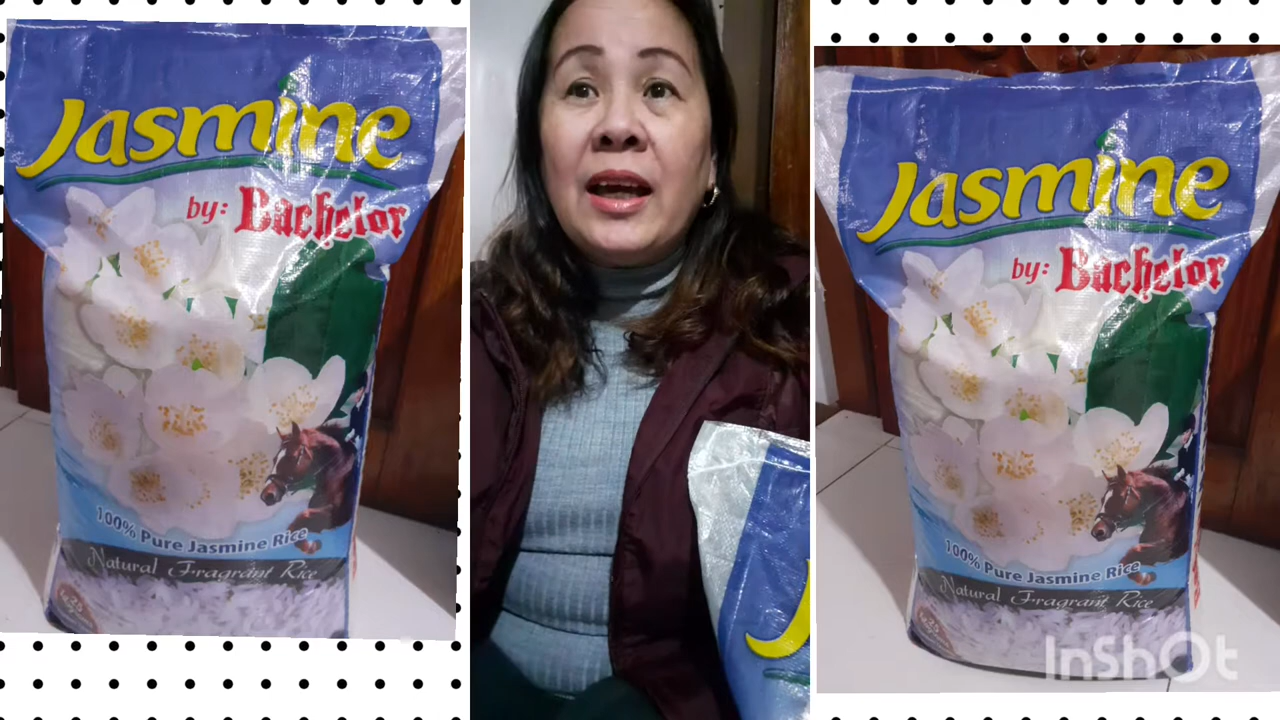 Jasmine
by: Bachelor
100% Pure Jasmine Rice
Natural Fragrant Rice
Jasmine
by: Bachelor
100% Pure Jasmine Rice
Natural Fragrant Rice
InShOt